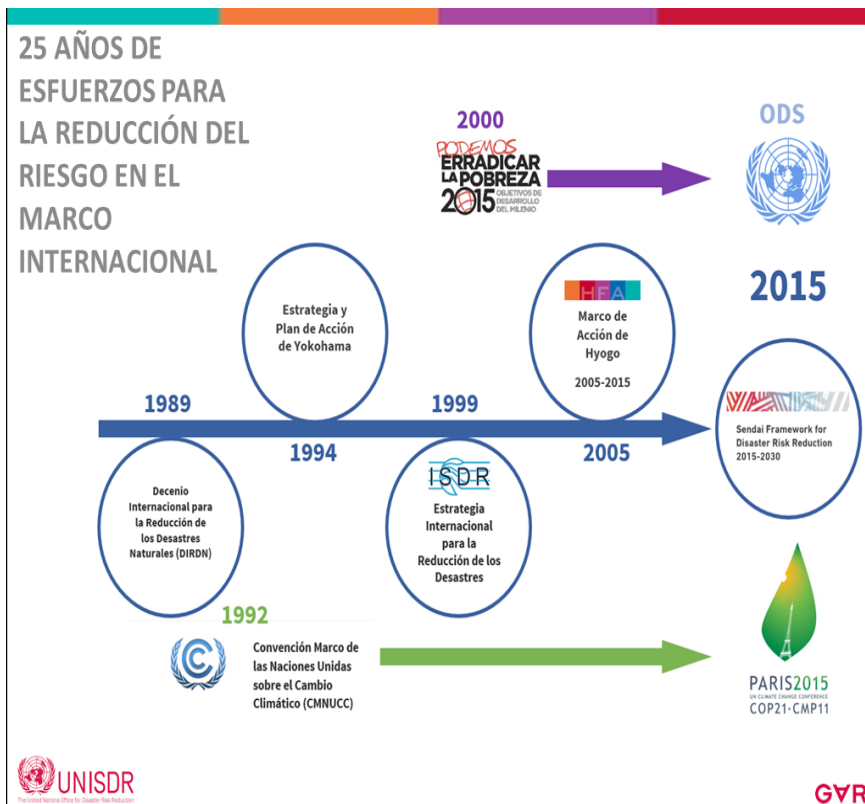 25 AÑOS DE
ESFUERZOS PARA
LA REDUCCIÓN DEL
RIESGO EN EL
MARCO
INTERNACIONAL
2000
PODEMOS
ERRADICAR
LA POBREZA
2015
OBJETIVOS DE
DESARROLLO
DEL MILENIO
ODS
2015
Estrategia y
Plan de Acción
de Yokohama
HFA
Marco de
Acción de
Hyogo
2005-2015
1989
1999
1994
2005
Sendai Framework for
Disaster Risk Reduction
2015-2030
Decenio
Internacional para
la Reducción de
los Desastres
Naturales (DIRDN)
ISDR
Estrategia
Internacional
para la
Reducción de los
Desastres
1992
Convención Marco de
las Naciones Unidas
sobre el Cambio
Climático (CMNUCC)
PARIS2015
UN CLIMATE CHANGE CONFERENCE
COP21·CMP11
UNISDR
The United Nations Office for Disaster Risk Reduction
GAR